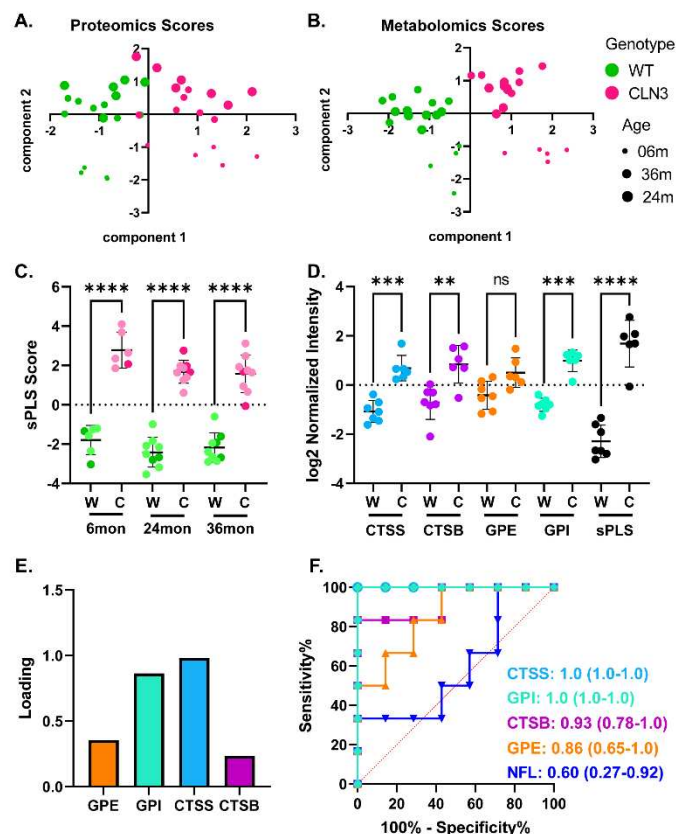 A.
Proteomics Scores
component 2
2
1
-2
-1
1
2
3
-1
-2
-3
component 1
B.
Metabolomics Scores
component 2
2
1
-3
-2
-1
1
2
3
-1
-2
-3
component 1
Genotype
WT
CLN3
Age
06m
36m
24m
C.
sPLS Score
6
4
2
0
-2
-4
-6
**** **** ****
W C W C W C
6mon 24mon 36mon
D.
log2 Normalized Intensity
4
2
0
-2
-4
*** ** ns *** ****
W C W C W C W C W C
CTSS CTSB GPE GPI sPLS
E.
Loading
1.5
1.0
0.5
0.0
GPE GPI CTSS CTSB
F.
Sensitivity%
100
80
60
40
20
0
CTSS: 1.0 (1.0-1.0)
GPI: 1.0 (1.0-1.0)
CTSB: 0.93 (0.78-1.0)
GPE: 0.86 (0.65-1.0)
NFL: 0.60 (0.27-0.92)
0 20 40 60 80 100
100% - Specificity%